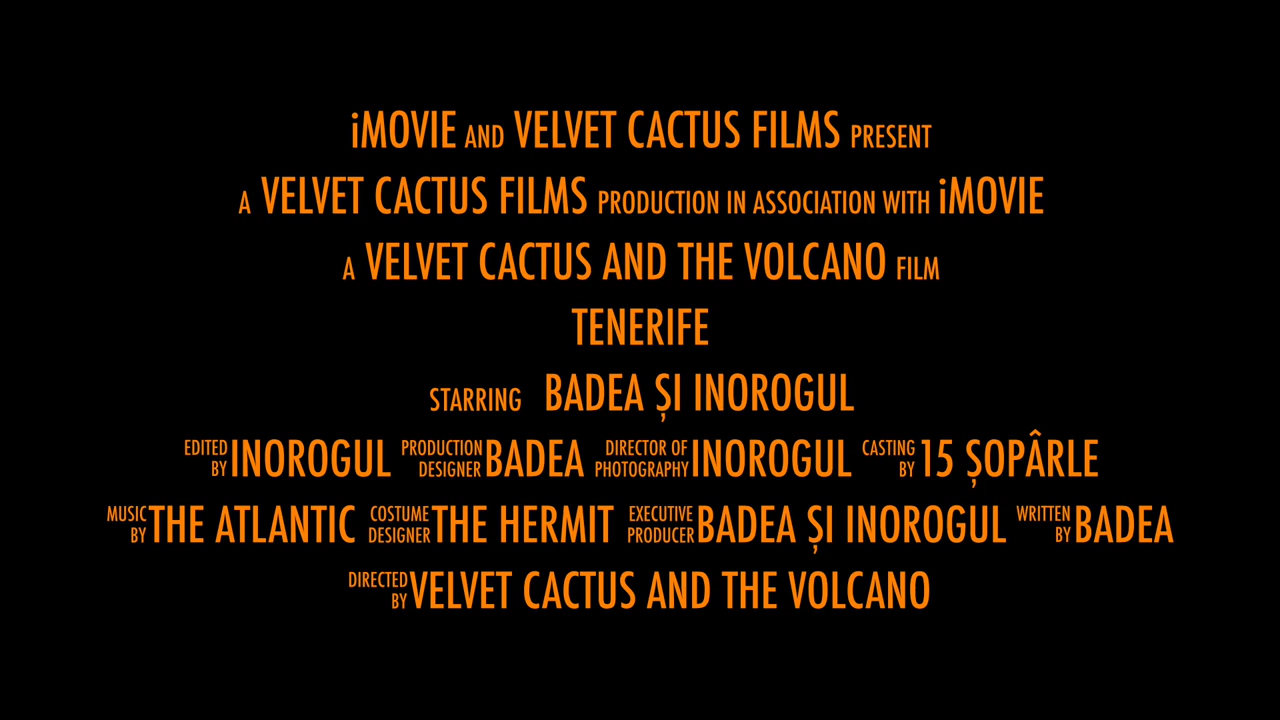 iMOVIE AND VELVET CACTUS FILMS PRESENT
A VELVET CACTUS FILMS PRODUCTION IN ASSOCIATION WITH iMOVIE
A VELVET CACTUS AND THE VOLCANO FILM
TENERIFE
STARRING BADEA ȘI INOROGUL
EDITED BY INOROGUL PRODUCTION DESIGNER BADEA DIRECTOR OF PHOTOGRAPHY INOROGUL CASTING BY 15 ȘOPÂRLE
MUSIC BY THE ATLANTIC COSTUME DESIGNER THE HERMIT EXECUTIVE PRODUCER BADEA ȘI INOROGUL WRITTEN BY BADEA
DIRECTED BY VELVET CACTUS AND THE VOLCANO